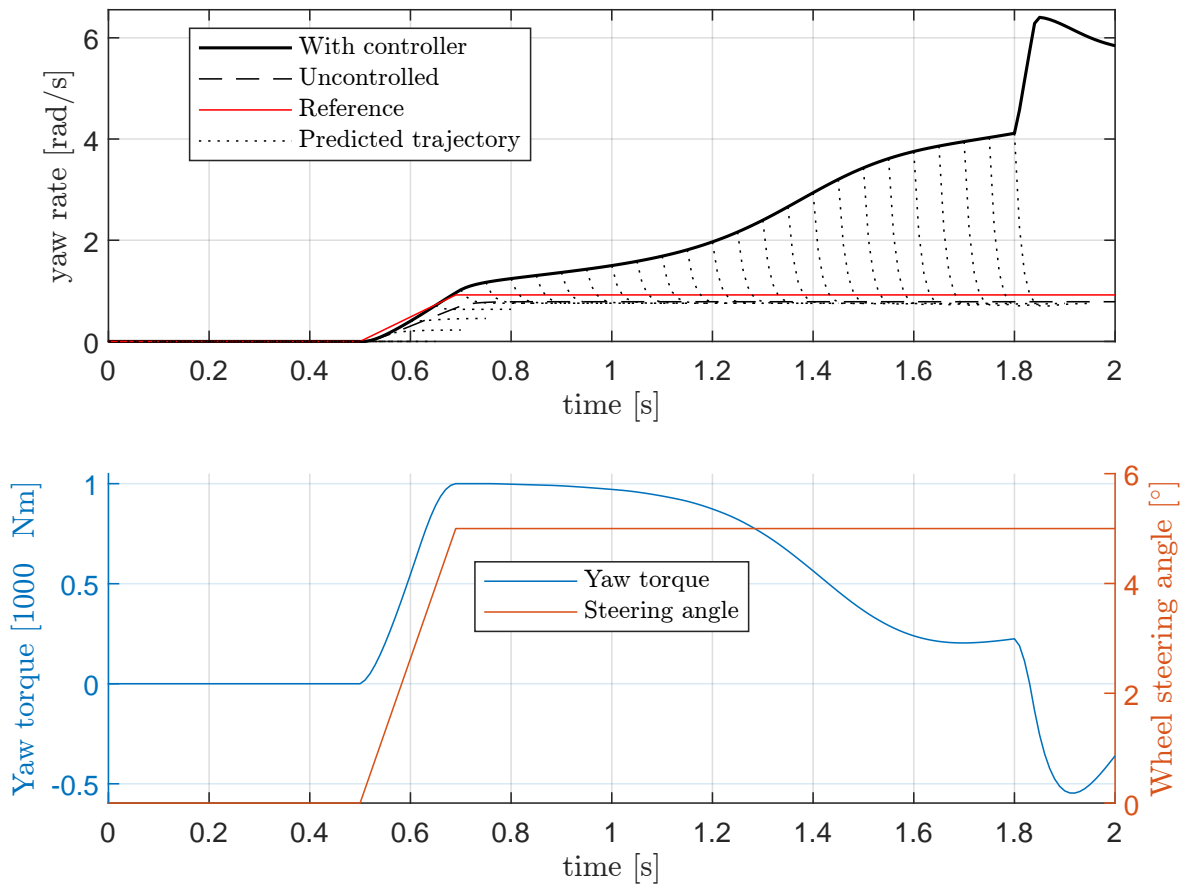 With controller
Uncontrolled
Reference
Predicted trajectory
yaw rate [rad/s]
6
4
2
0
0 0.2 0.4 0.6 0.8 1 1.2 1.4 1.6 1.8 2
time [s]
Yaw torque [1000 Nm]
1
0.5
0
-0.5
Yaw torque
Steering angle
6
4
2
0
Wheel steering angle [°]
0 0.2 0.4 0.6 0.8 1 1.2 1.4 1.6 1.8 2
time [s]